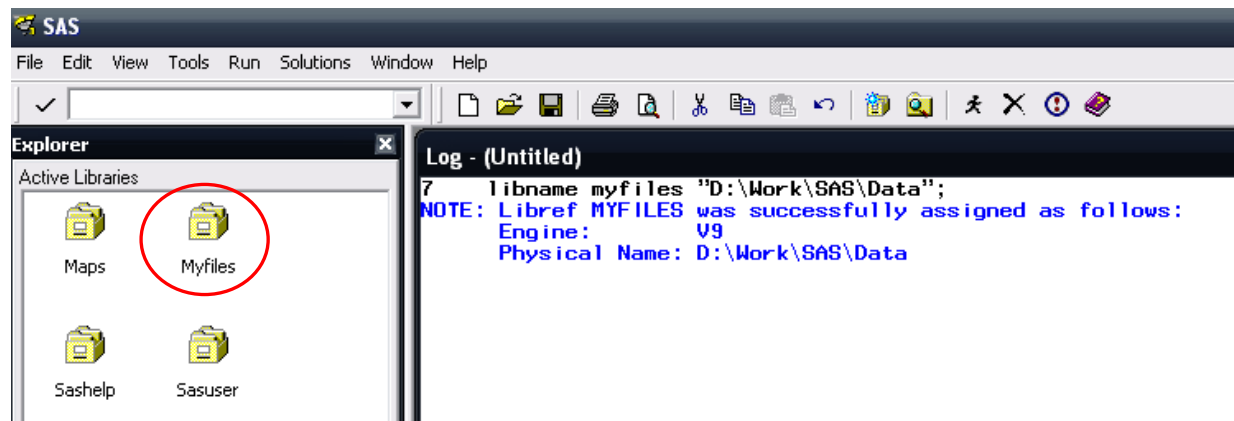 SAS
File Edit View Tools Run Solutions Window Help
Explorer
Active Libraries
Maps Myfiles
Sashelp Sasuser
Log - (Untitled)
7 libname myfiles "D:\Work\SAS\Data";
NOTE: Libref MYFILES was successfully assigned as follows:
Engine: V9
Physical Name: D:\Work\SAS\Data